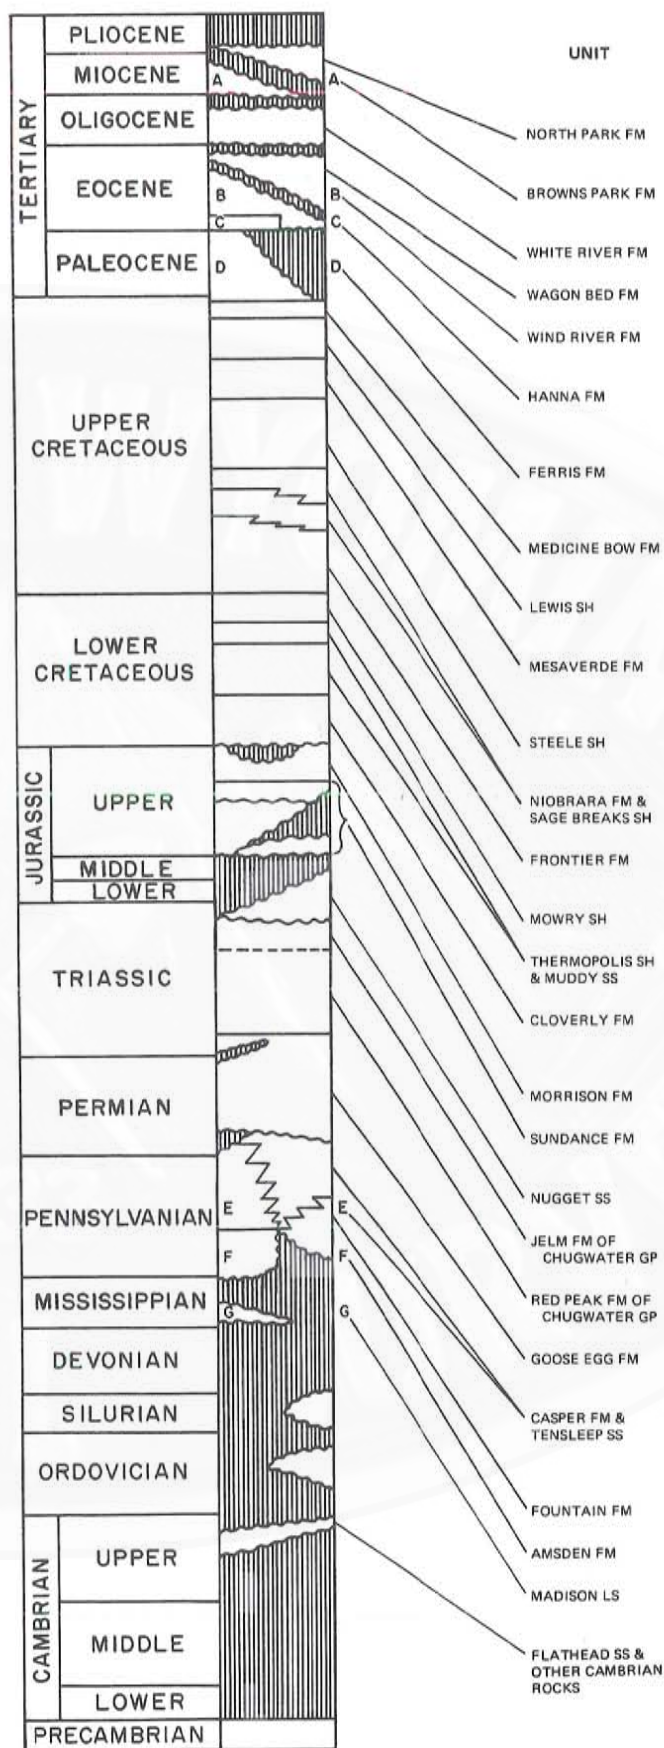 UNIT
TERTIARY
PLIOCENE
MIOCENE
OLIGOCENE
EOCENE
PALEOCENE
UPPER
CRETACEOUS
LOWER
CRETACEOUS
JURASSIC
UPPER
MIDDLE
LOWER
TRIASSIC
PERMIAN
PENNSYLVANIAN
MISSISSIPPIAN
DEVONIAN
SILURIAN
ORDOVICIAN
CAMBRIAN
UPPER
MIDDLE
LOWER
PRECAMBRIAN
A
B
C
D
E
F
G
A
B
C
D
E
F
G
NORTH PARK FM
BROWNS PARK FM
WHITE RIVER FM
WAGON BED FM
WIND RIVER FM
HANNA FM
FERRIS FM
MEDICINE BOW FM
LEWIS SH
MESAVERDE FM
STEELE SH
NIOBRARA FM &
SAGE BREAKS SH
FRONTIER FM
MOWRY SH
THERMOPOLIS SH
& MUDDY SS
CLOVERLY FM
MORRISON FM
SUNDANCE FM
NUGGET SS
JELM FM OF
CHUGWATER GP
RED PEAK FM OF
CHUGWATER GP
GOOSE EGG FM
CASPER FM &
TENSLEEP SS
FOUNTAIN FM
AMSDEN FM
MADISON LS
FLATHEAD SS &
OTHER CAMBRIAN
ROCKS